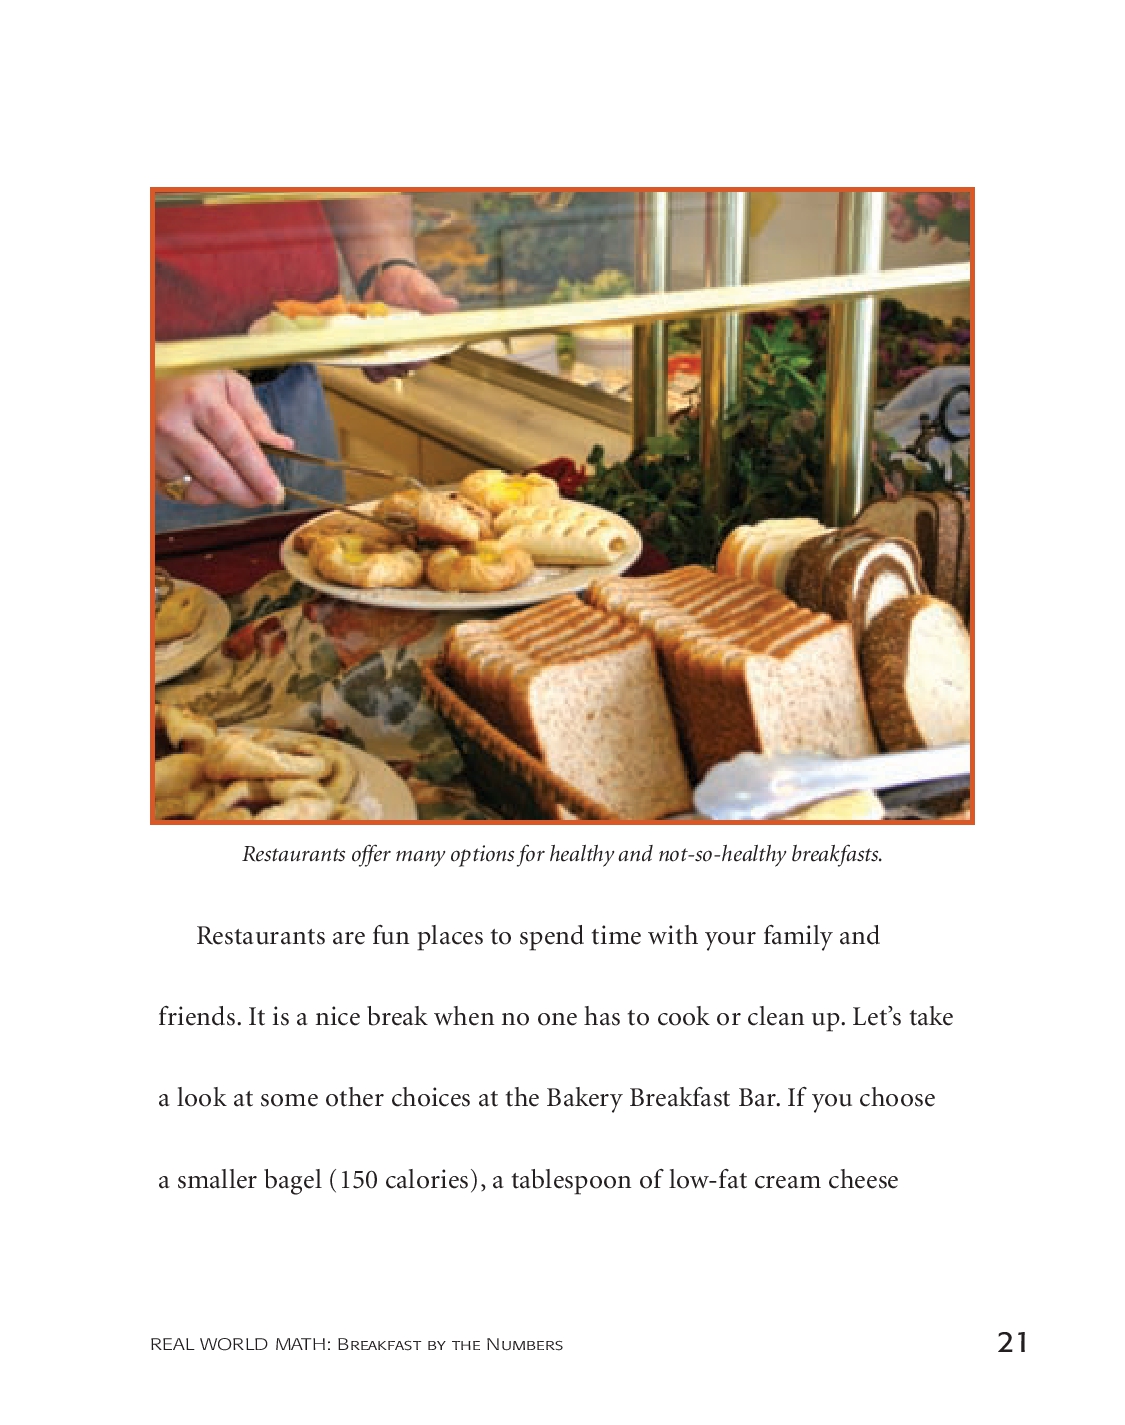 Restaurants offer many options for healthy and not-so-healthy breakfasts.
Restaurants are fun places to spend time with your family and
friends. It is a nice break when no one has to cook or clean up. Let’s take
a look at some other choices at the Bakery Breakfast Bar. If you choose
a smaller bagel (150 calories), a tablespoon of low-fat cream cheese
REAL WORLD MATH: Breakfast by the Numbers 21